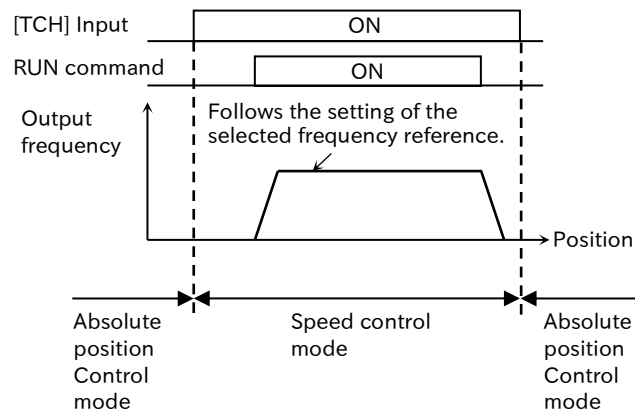 [TCH] Input
ON
RUN command
ON
Output
frequency
Follows the setting of the
selected frequency reference.
Position
Absolute
position
Control
mode
Speed control
mode
Absolute
position
Control
mode